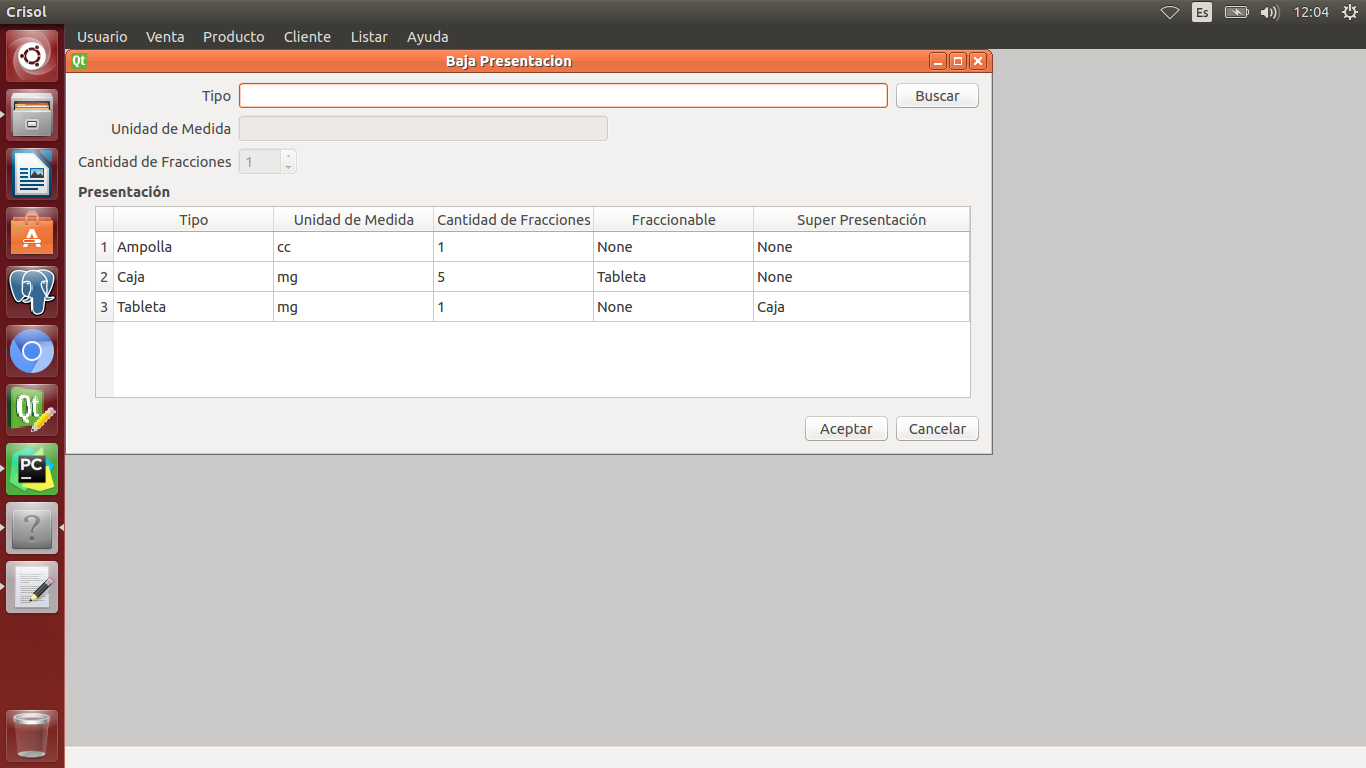 Crisol
Es
12:04
Usuario Venta Producto Cliente Listar Ayuda
Qt Baja Presentacion
Tipo
Buscar
Unidad de Medida
Cantidad de Fracciones 1
Presentación
Tipo Unidad de Medida Cantidad de Fracciones Fraccionable Super Presentación
1 Ampolla cc 1 None None
2 Caja mg 5 Tableta None
3 Tableta mg 1 None Caja
Aceptar Cancelar
A
Qt
PC
?